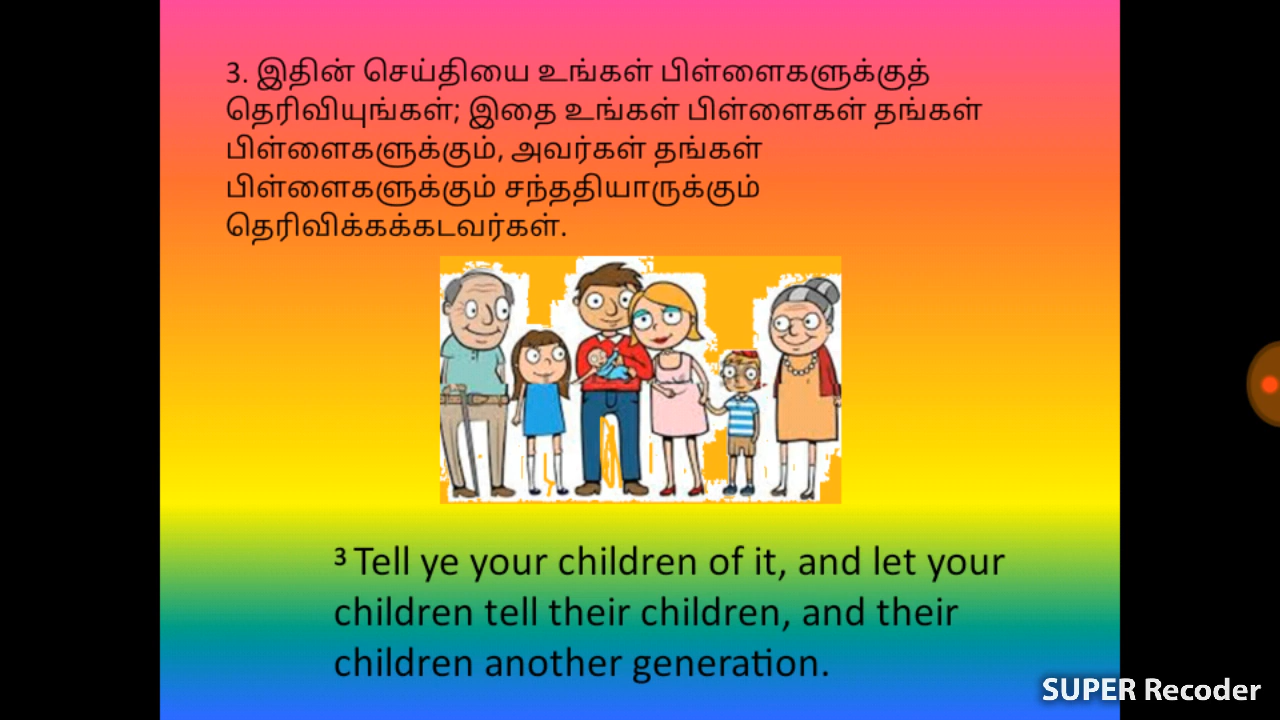 3. இதின் செய்தியை உங்கள் பிள்ளைகளுக்குத்
தெரிவியுங்கள்; இதை உங்கள் பிள்ளைகள் தங்கள்
பிள்ளைகளுக்கும், அவர்கள் தங்கள்
பிள்ளைகளுக்கும் சந்ததியாருக்கும்
தெரிவிக்கக்கடவர்கள்.
³ Tell ye your children of it, and let your
children tell their children, and their
children another generation.
SUPER Recoder